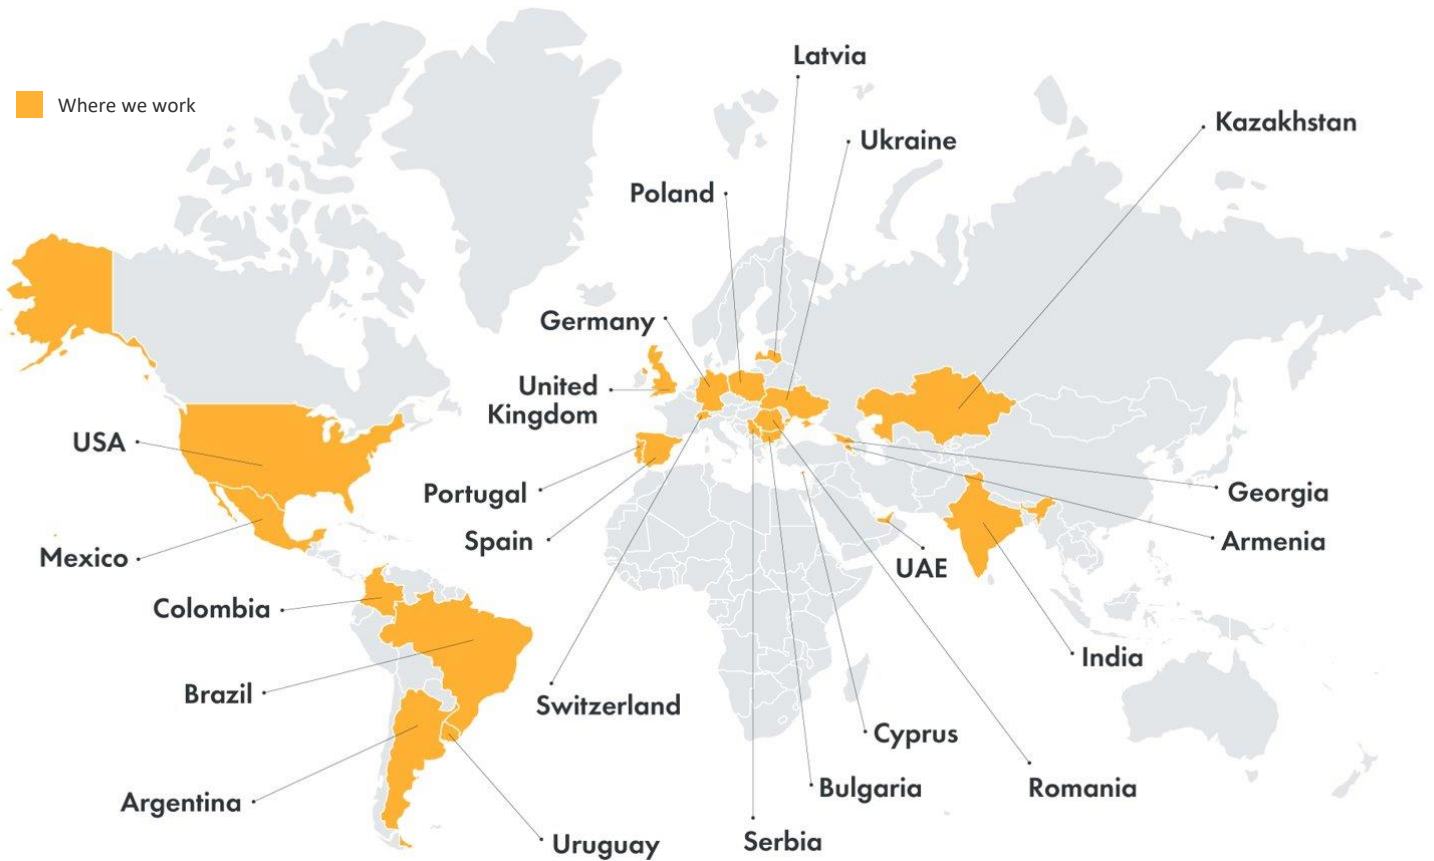 Latvia
Where we work
Kazakhstan
Ukraine
Poland
Germany
United
Kingdom
USA
Portugal
Georgia
Spain
Armenia
Mexico
UAE
Colombia
India
Brazil
Switzerland
Cyprus
Bulgaria
Romania
Argentina
Serbia
Uruguay